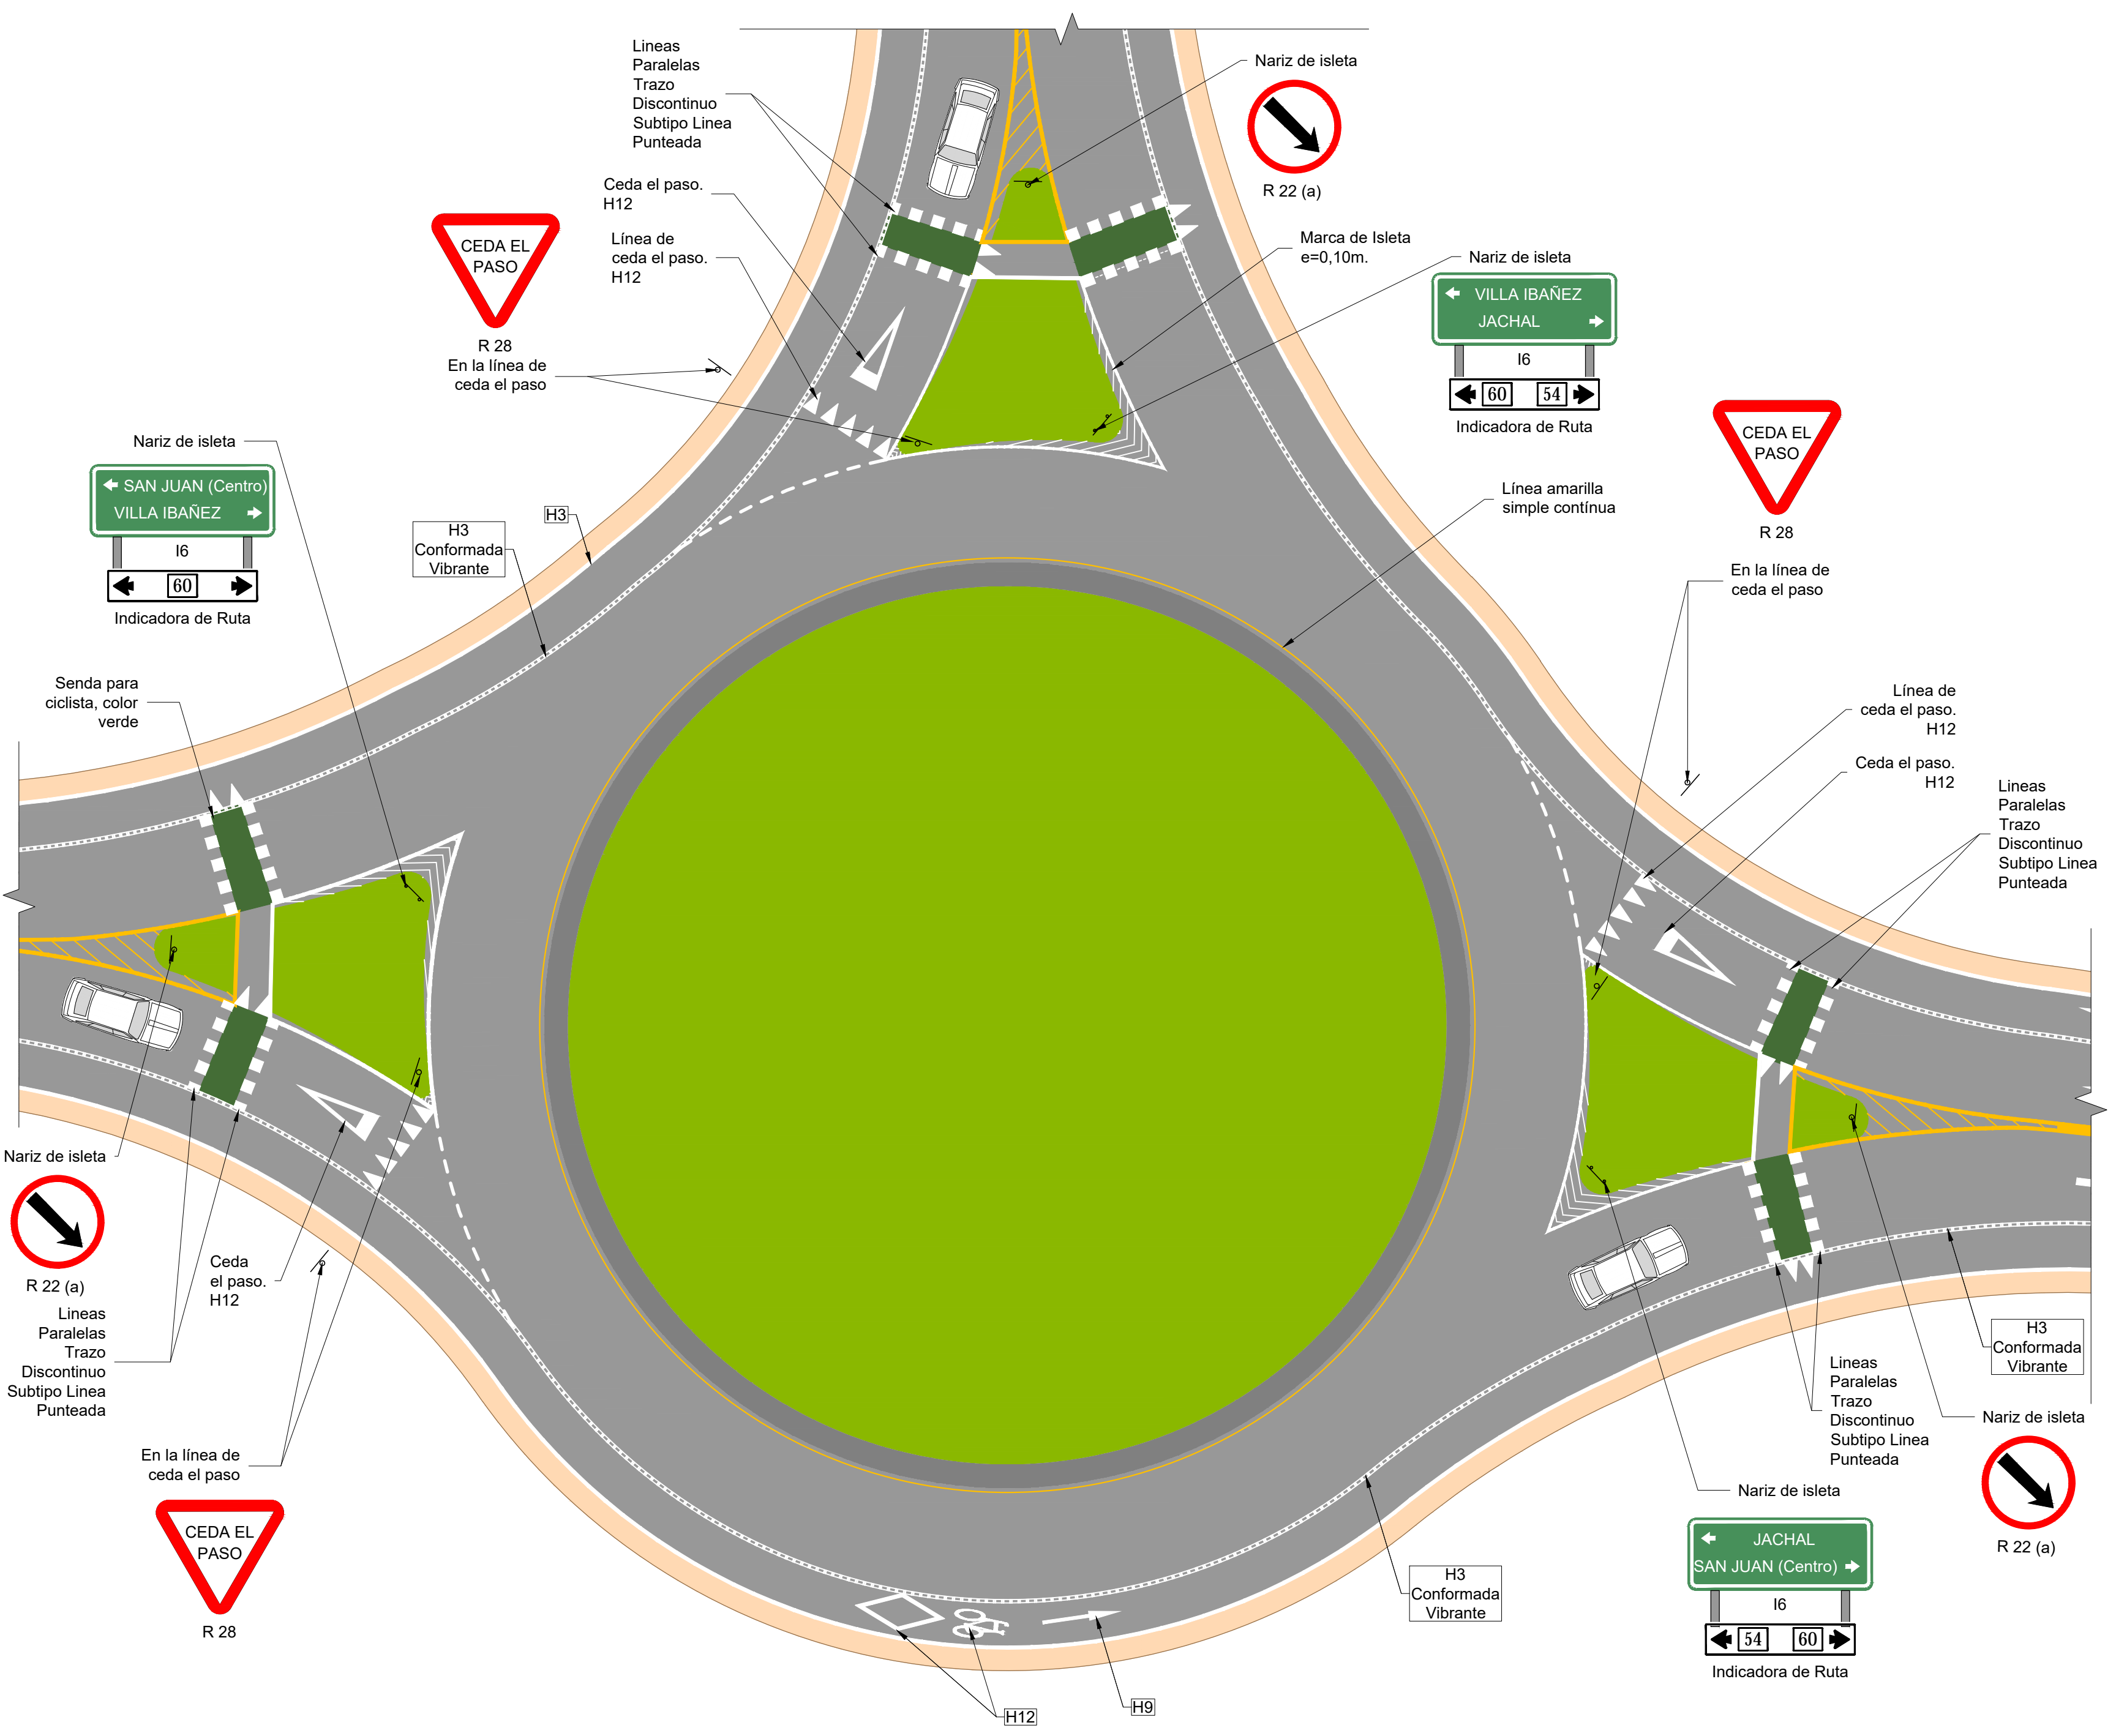 Lineas
Paralelas
Trazo
Discontinuo
Subtipo Linea
Punteada
Nariz de isleta
R 22 (a)
Ceda el paso.
H12
Línea de
ceda el paso.
H12
CEDA EL
PASO
R 28
En la línea de
ceda el paso
Marca de Isleta
e=0,10m.
Nariz de isleta
VILLA IBAÑEZ
JACHAL
I6
60 54
Indicadora de Ruta
CEDA EL
PASO
R 28
En la línea de
ceda el paso
Nariz de isleta
SAN JUAN (Centro)
VILLA IBAÑEZ
I6
60
Indicadora de Ruta
H3
H3
Conformada
Vibrante
Línea amarilla
simple contínua
Senda para
ciclista, color
verde
Línea de
ceda el paso.
H12
Ceda el paso.
H12
Lineas
Paralelas
Trazo
Discontinuo
Subtipo Linea
Punteada
Nariz de isleta
R 22 (a)
Ceda
el paso.
H12
Lineas
Paralelas
Trazo
Discontinuo
Subtipo Linea
Punteada
En la línea de
ceda el paso
CEDA EL
PASO
R 28
H3
Conformada
Vibrante
Lineas
Paralelas
Trazo
Discontinuo
Subtipo Linea
Punteada
Nariz de isleta
R 22 (a)
Nariz de isleta
JACHAL
SAN JUAN (Centro)
I6
54 60
Indicadora de Ruta
H3
Conformada
Vibrante
H12
H9